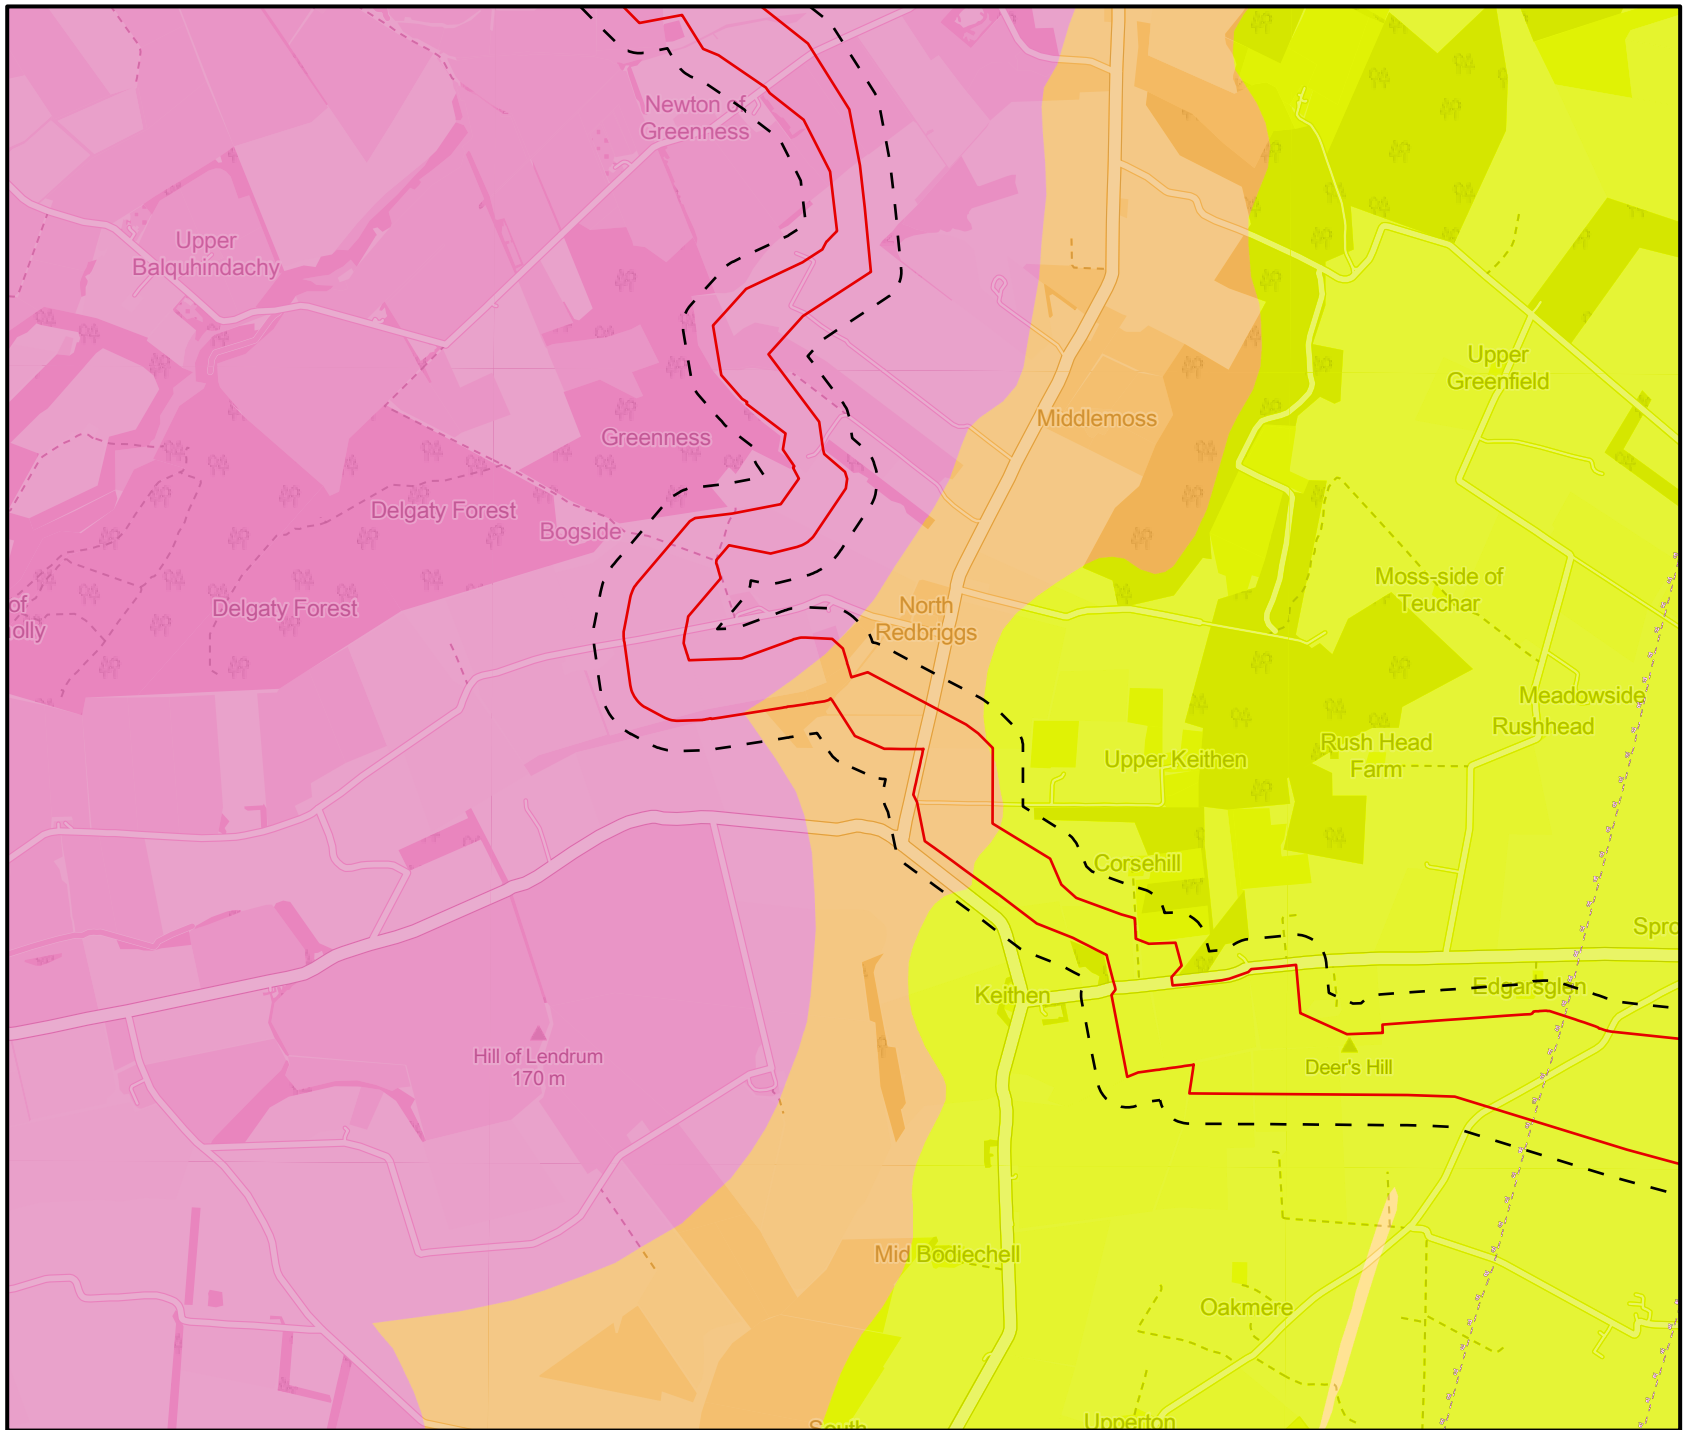 Newton of
Greenness
Upper
Balquhindachy
Upper
Greenfield
Middlemoss
Greenness
Delgaty Forest
Bogside
Moss-side of
Teuchar
of
olly
Delgaty Forest
North
Redbriggs
Meadowside
Rushhead
Rush Head
Farm
Upper Keithen
Corsehill
Spro
Keithen
Edgarsglen
Hill of Lendrum
170 m
Deer's Hill
Mid Bodiechell
Oakmere
South
Upperton